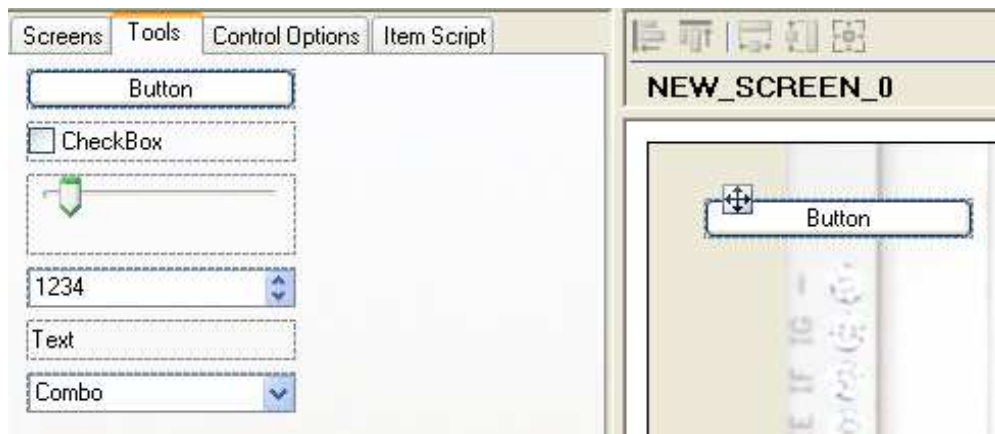 Screens Tools Control Options Item Script
Button
CheckBox
1234
Text
Combo
NEW_SCREEN_0
Button